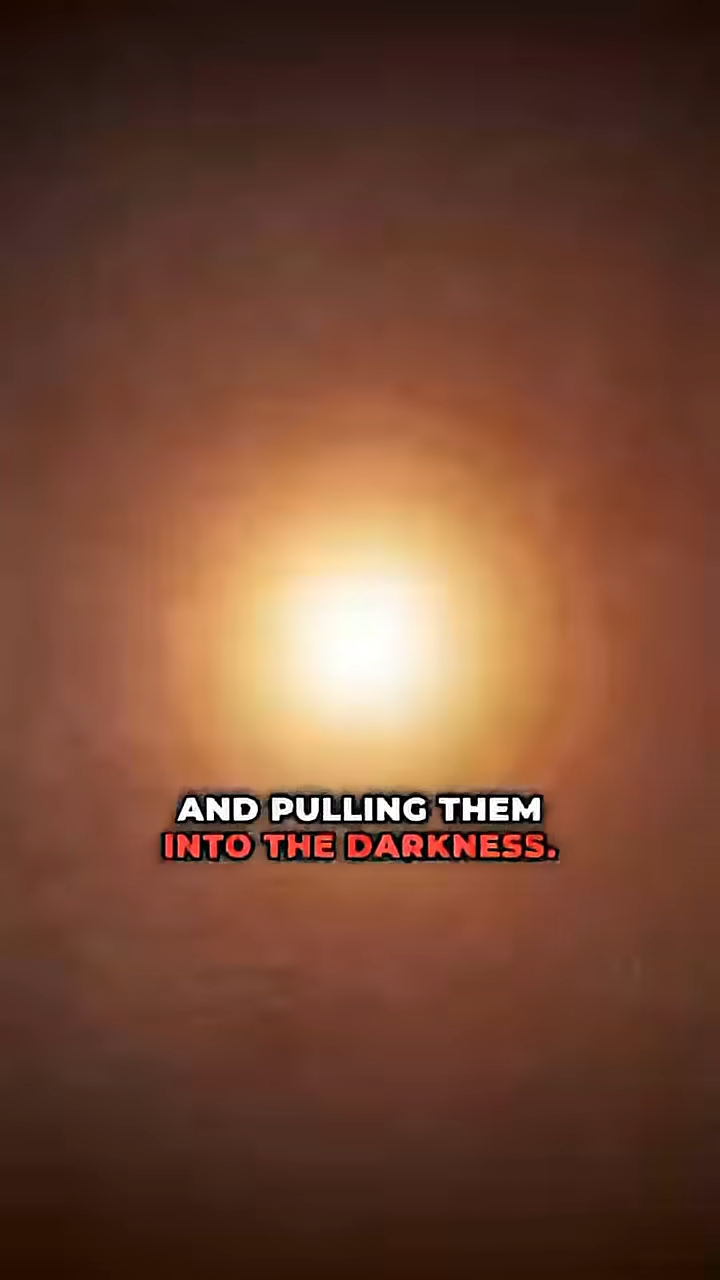 AND PULLING THEM
INTO THE DARKNESS.